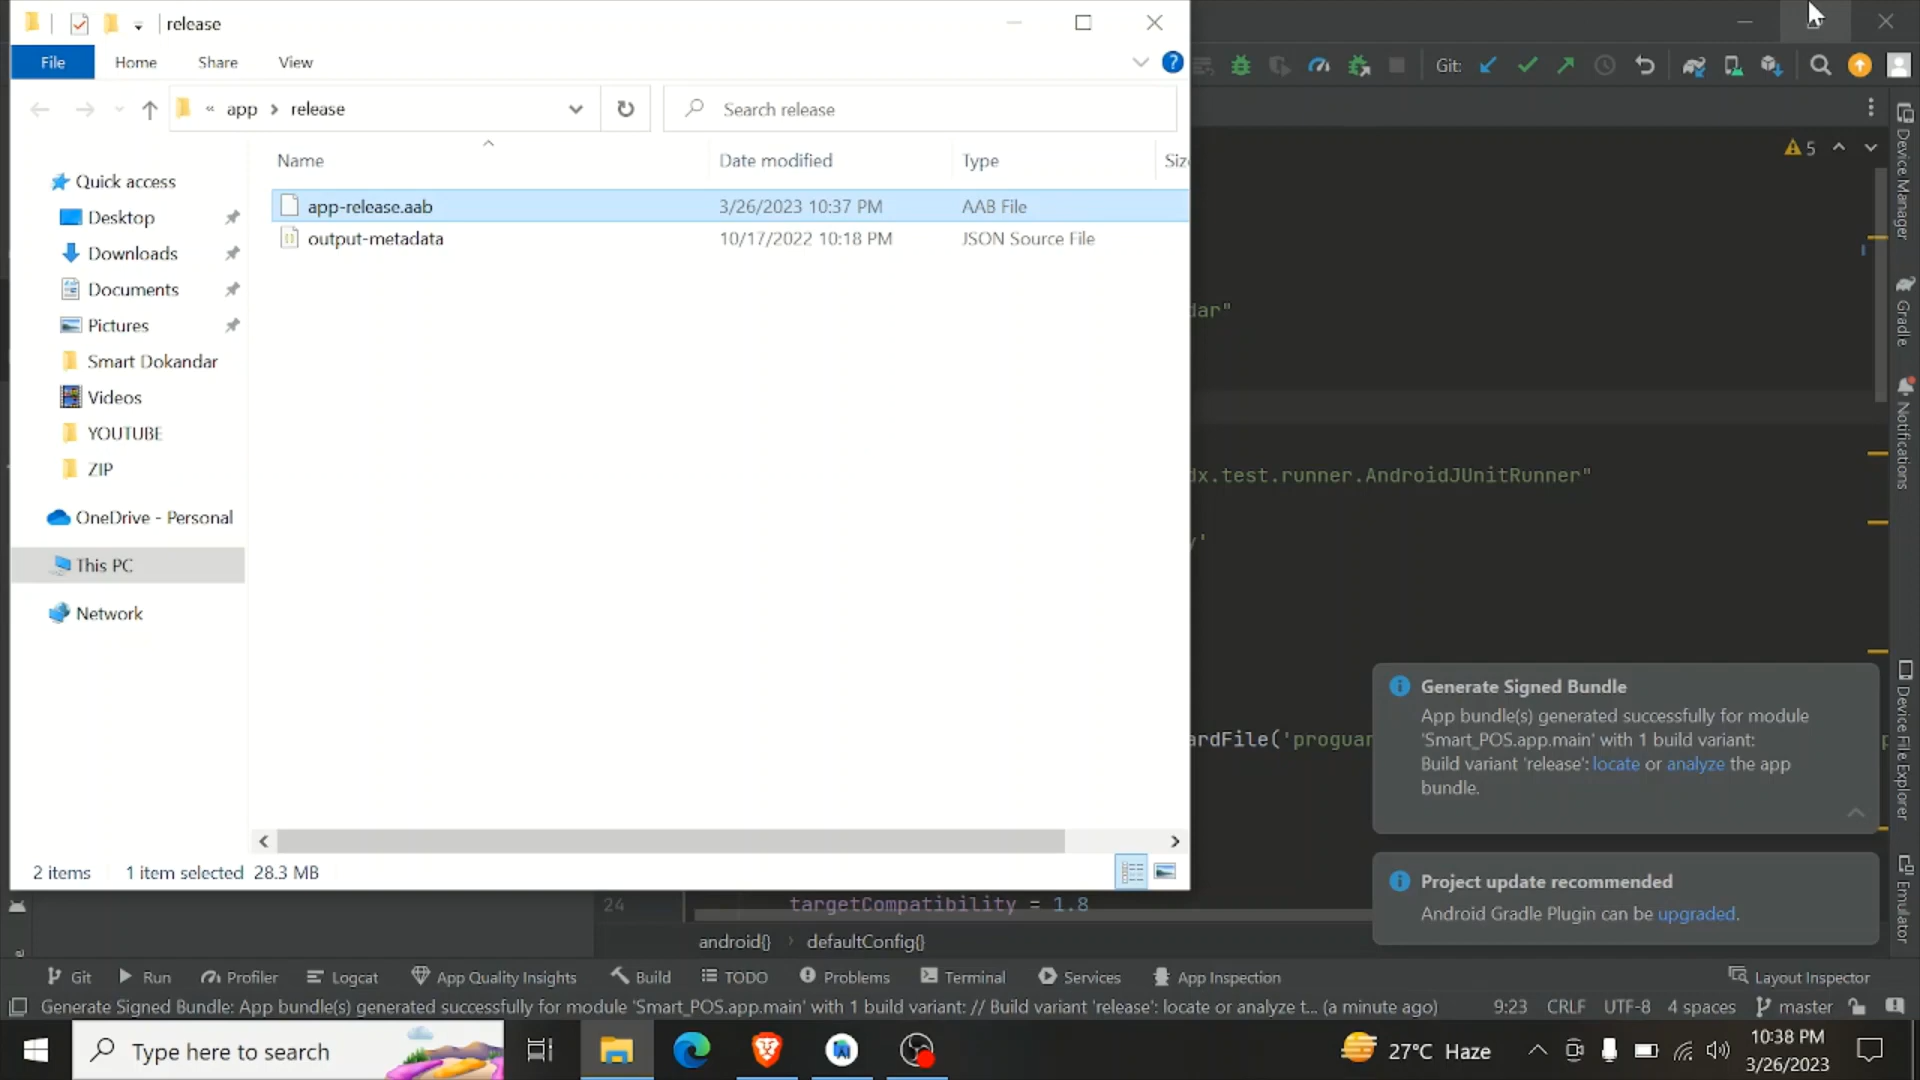 release
File
Home
Share
View
?
« app > release
Search release
Name
Date modified
Type
Siz
Quick access
Desktop
Downloads
Documents
Pictures
Smart Dokandar
Videos
YOUTUBE
ZIP
OneDrive - Personal
This PC
Network
app-release.aab 3/26/2023 10:37 PM AAB File
output-metadata 10/17/2022 10:18 PM JSON Source File
2 items 1 item selected 28.3 MB
Git:
5
dar"
dx.test.runner.AndroidJUnitRunner"
y'
ardFile('proguar
Device Manager
Gradle
Notifications
Device File Explorer
Emulator
Generate Signed Bundle
App bundle(s) generated successfully for module
'Smart_POS.app.main' with 1 build variant:
Build variant 'release': locate or analyze the app
bundle.
Project update recommended
Android Gradle Plugin can be upgraded.
24 targetCompatibility = 1.8
android{} > defaultConfig{}
Git Run Profiler Logcat App Quality Insights Build TODO Problems Terminal Services App Inspection Layout Inspector
Generate Signed Bundle: App bundle(s) generated successfully for module 'Smart_POS.app.main' with 1 build variant: // Build variant 'release': locate or analyze t... (a minute ago) 9:23 CRLF UTF-8 4 spaces master
Type here to search
27°C Haze
10:38 PM
3/26/2023